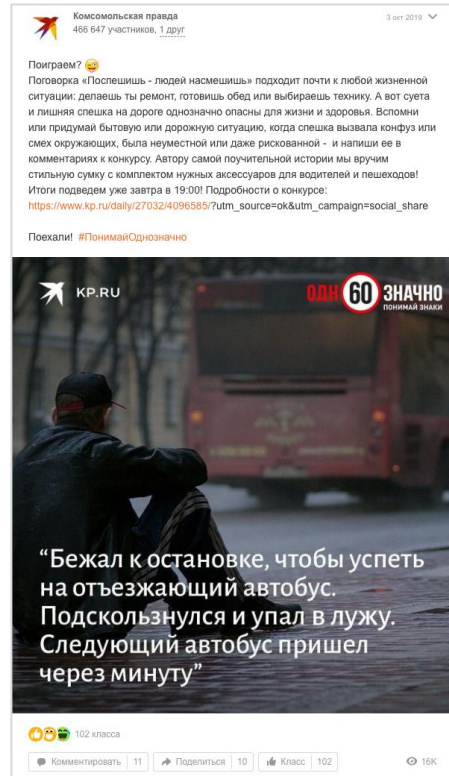 Комсомольская правда
3 окт 2019
466 647 участников, 1 друг
Поиграем? 😜
Поговорка «Поспешишь - людей насмешишь» подходит почти к любой жизненной
ситуации: делаешь ты ремонт, готовишь обед или выбираешь технику. А вот суета
и лишняя спешка на дороге однозначно опасны для жизни и здоровья. Вспомни
или придумай бытовую или дорожную ситуацию, когда спешка вызвала конфуз или
смех окружающих, была неуместной или даже рискованной - и напиши ее в
комментариях к конкурсу. Автору самой поучительной истории мы вручим
стильную сумку с комплектом нужных аксессуаров для водителей и пешеходов!
Итоги подведем уже завтра в 19:00! Подробности о конкурсе:
https://www.kp.ru/daily/27032/4096585/?utm_source=ok&utm_campaign=social_share
Поехали! #ПонимайОднозначно
KP.RU
ОДН 60 ЗНАЧНО
ПОНИМАЙ ЗНАКИ
“Бежал к остановке, чтобы успеть
на отъезжающий автобус.
Подскользнулся и упал в лужу.
Следующий автобус пришел
через минуту”
102 класса
Комментировать 11 Поделиться 10 Класс 102 16K